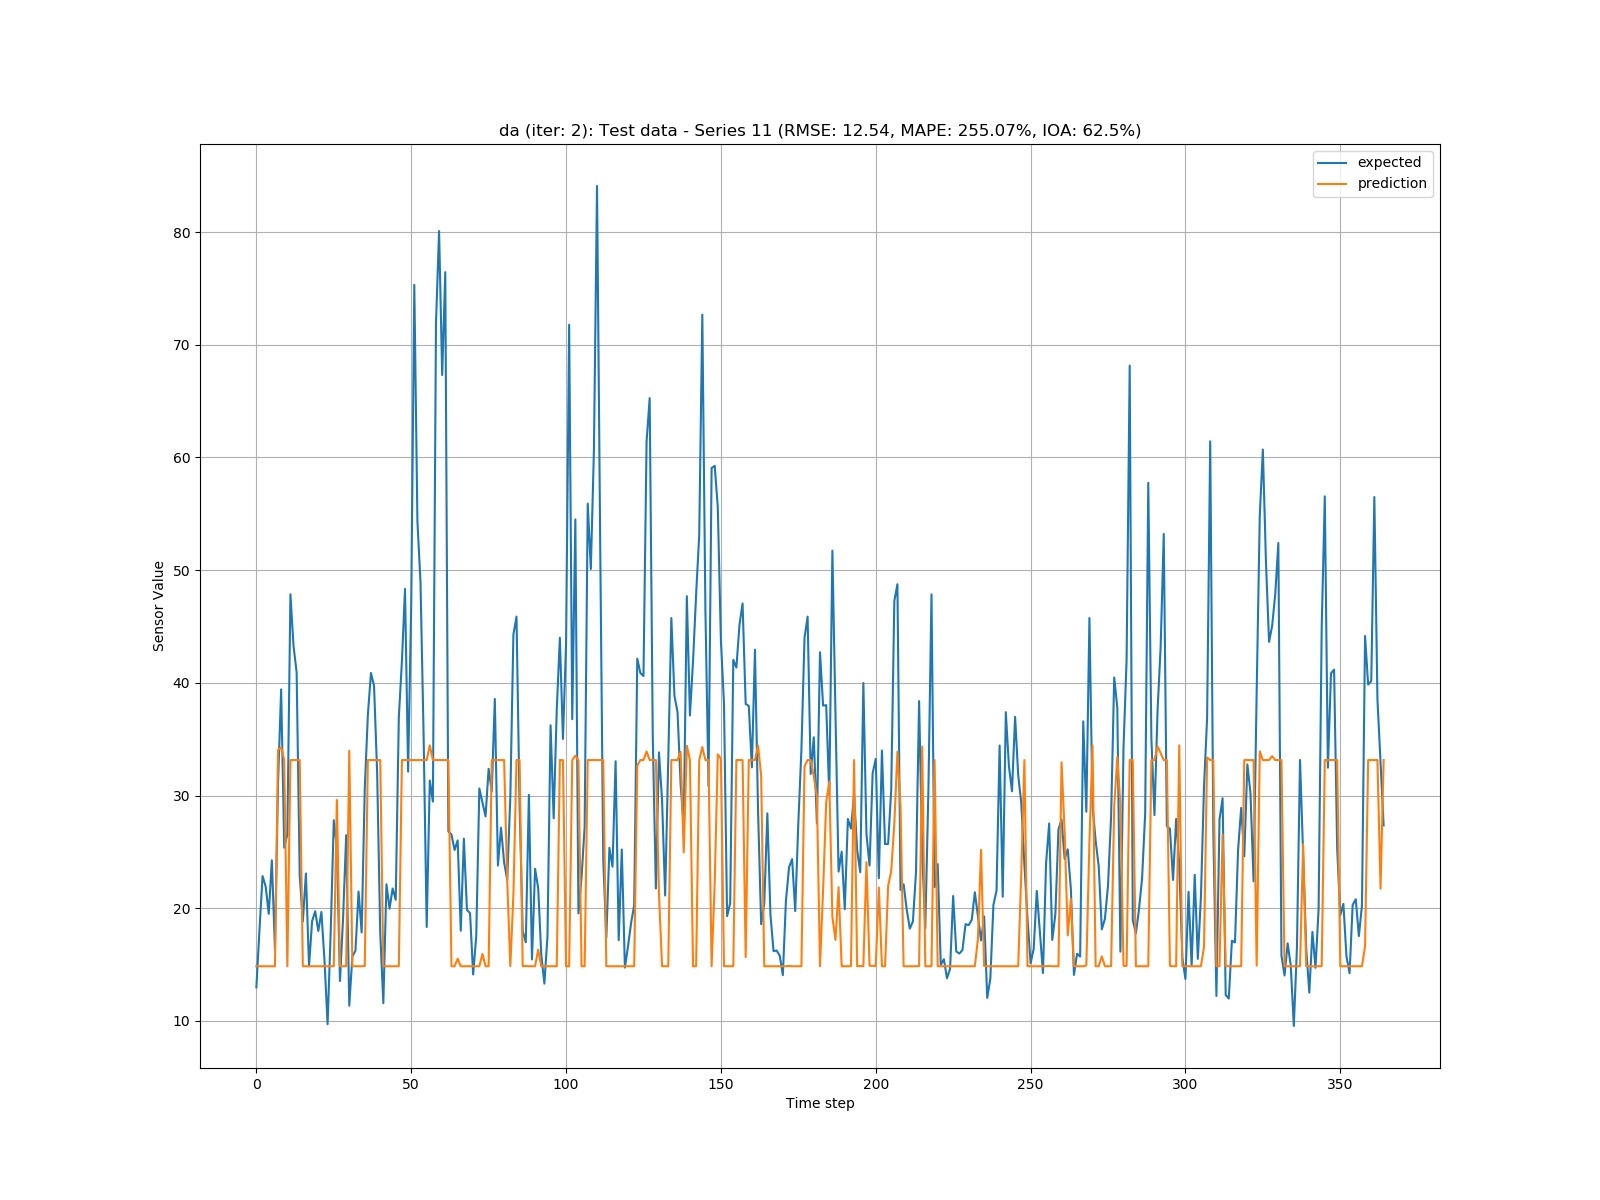 da (iter: 2): Test data - Series 11 (RMSE: 12.54, MAPE: 255.07%, IOA: 62.5%)
expected
prediction
80
70
60
50
40
30
20
10
Sensor Value
0 50 100 150 200 250 300 350
Time step